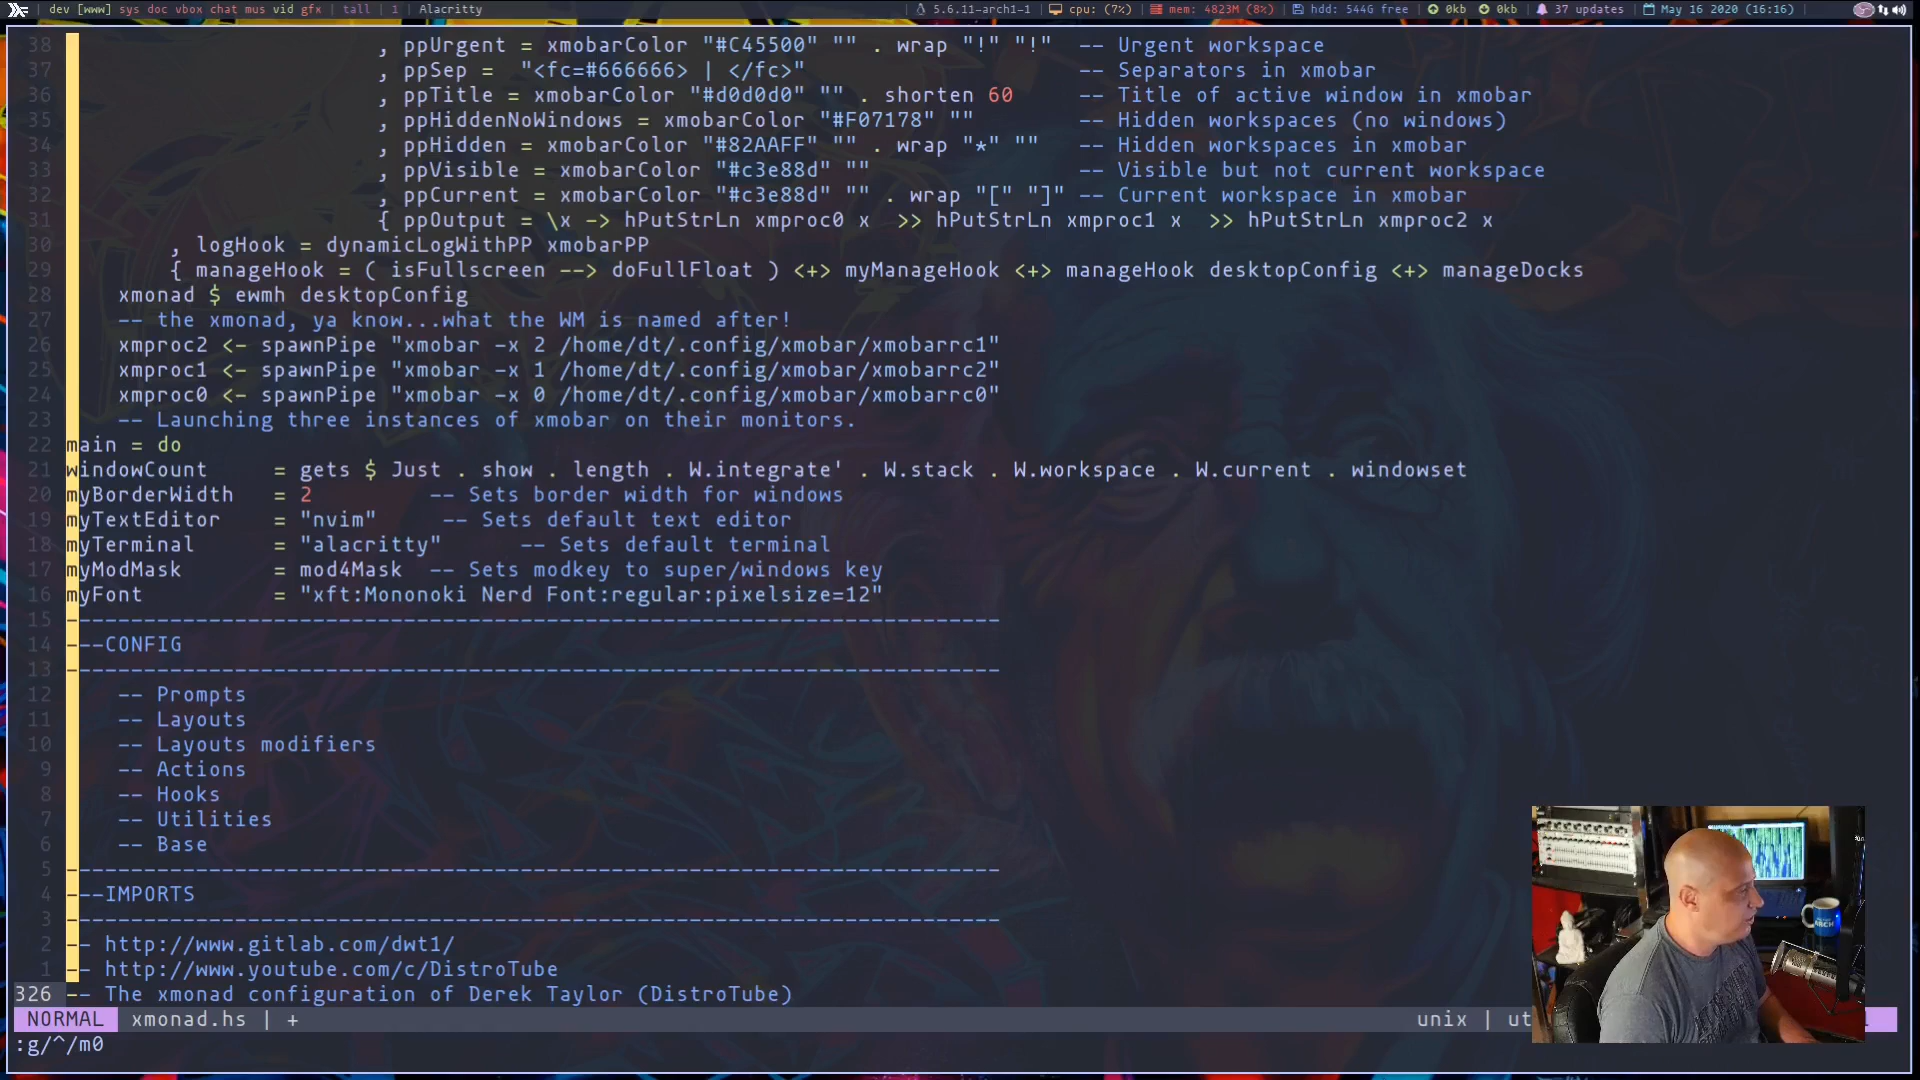 dev [www] sys doc vbox chat mus vid gfx | tall | 1 | Alacritty
5.6.11-arch1-1 | cpu: (7%) | mem: 4823M (8%) | hdd: 544G free | 0kb 0kb | 37 updates | May 16 2020 (16:16) |
38 , ppUrgent = xmobarColor "#C45500" "" . wrap "!" "!" -- Urgent workspace
37 , ppSep = "<fc=#666666> | </fc>" -- Separators in xmobar
36 , ppTitle = xmobarColor "#d0d0d0" "" . shorten 60 -- Title of active window in xmobar
35 , ppHiddenNoWindows = xmobarColor "#F07178" "" -- Hidden workspaces (no windows)
34 , ppHidden = xmobarColor "#82AAFF" "" . wrap "*" "" -- Hidden workspaces in xmobar
33 , ppVisible = xmobarColor "#c3e88d" "" -- Visible but not current workspace
32 , ppCurrent = xmobarColor "#c3e88d" "" . wrap "[" "]" -- Current workspace in xmobar
31 { ppOutput = \x -> hPutStrLn xmproc0 x >> hPutStrLn xmproc1 x >> hPutStrLn xmproc2 x
30 , logHook = dynamicLogWithPP xmobarPP
29 { manageHook = ( isFullscreen --> doFullFloat ) <+> myManageHook <+> manageHook desktopConfig <+> manageDocks
28 xmonad $ ewmh desktopConfig
27 -- the xmonad, ya know...what the WM is named after!
26 xmproc2 <- spawnPipe "xmobar -x 2 /home/dt/.config/xmobar/xmobarrc1"
25 xmproc1 <- spawnPipe "xmobar -x 1 /home/dt/.config/xmobar/xmobarrc2"
24 xmproc0 <- spawnPipe "xmobar -x 0 /home/dt/.config/xmobar/xmobarrc0"
23 -- Launching three instances of xmobar on their monitors.
22 main = do
21 windowCount = gets $ Just . show . length . W.integrate' . W.stack . W.workspace . W.current . windowset
20 myBorderWidth = 2 -- Sets border width for windows
19 myTextEditor = "nvim" -- Sets default text editor
18 myTerminal = "alacritty" -- Sets default terminal
17 myModMask = mod4Mask -- Sets modkey to super/windows key
16 myFont = "xft:Mononoki Nerd Font:regular:pixelsize=12"
15 ------------------------------------------------------------------------
14 ---CONFIG
13 ------------------------------------------------------------------------
12 -- Prompts
11 -- Layouts
10 -- Layouts modifiers
9 -- Actions
8 -- Hooks
7 -- Utilities
6 -- Base
5 ------------------------------------------------------------------------
4 ---IMPORTS
3 ------------------------------------------------------------------------
2 -- http://www.gitlab.com/dwt1/
1 -- http://www.youtube.com/c/DistroTube
326 -- The xmonad configuration of Derek Taylor (DistroTube)
NORMAL xmonad.hs | + unix | ut
:g/^/m0
ARCH